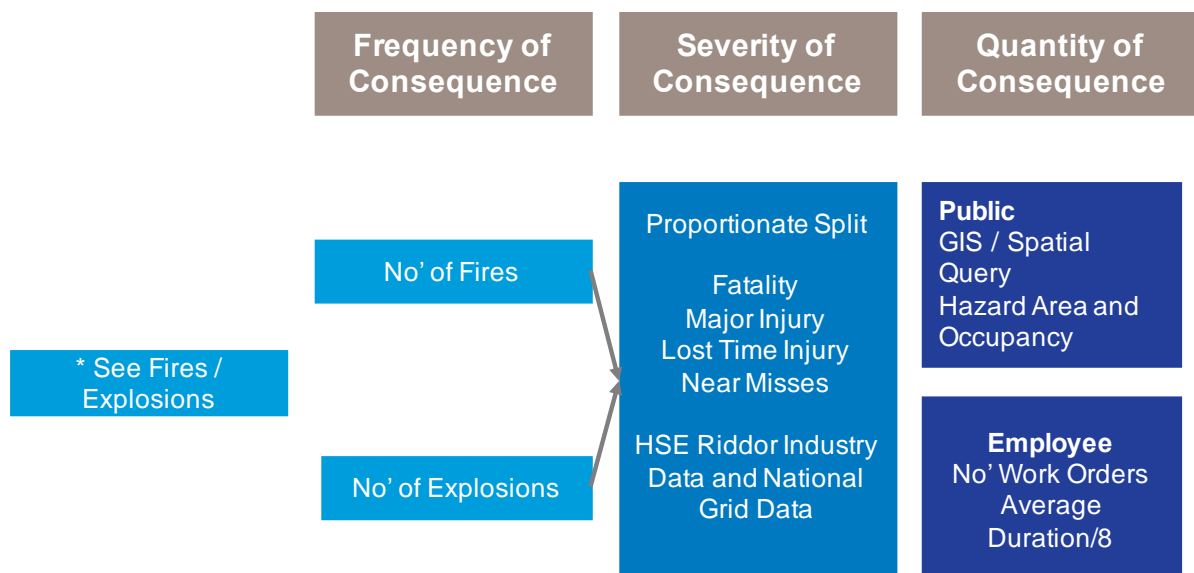 Frequency of
Consequence
Severity of
Consequence
Quantity of
Consequence
* See Fires /
Explosions
No’ of Fires
No’ of Explosions
Proportionate Split
Fatality
Major Injury
Lost Time Injury
Near Misses
HSE Riddor Industry
Data and National
Grid Data
Public
GIS / Spatial
Query
Hazard Area and
Occupancy
Employee
No’ Work Orders
Average
Duration/8